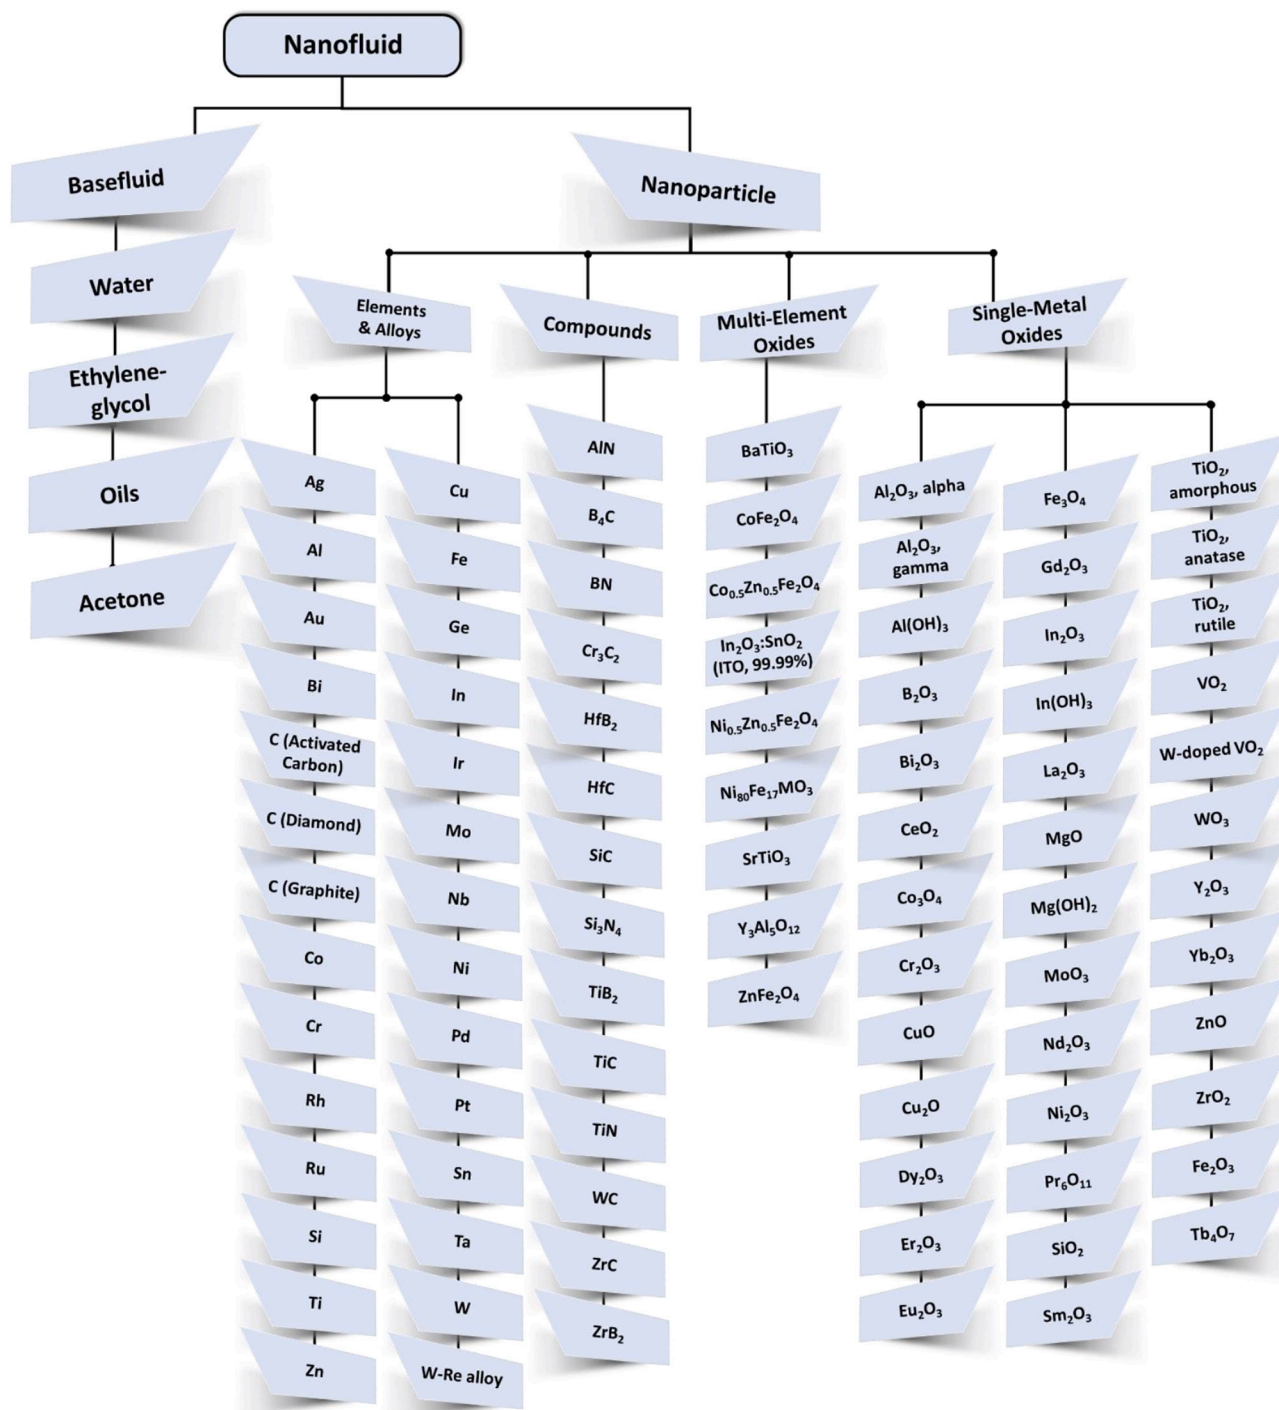 Nanofluid
Basefluid
Water
Ethylene-
glycol
Oils
Acetone
Nanoparticle
Elements
& Alloys
Ag
Al
Au
Bi
C (Activated
Carbon)
C (Diamond)
C (Graphite)
Co
Cr
Rh
Ru
Si
Ti
Zn
Cu
Fe
Ge
In
Ir
Mo
Nb
Ni
Pd
Pt
Sn
Ta
W
W-Re alloy
Compounds
AlN
B₄C
BN
Cr₃C₂
HfB₂
HfC
SiC
Si₃N₄
TiB₂
TiC
TiN
WC
ZrC
ZrB₂
Multi-Element
Oxides
BaTiO₃
CoFe₂O₄
Co₀.₅Zn₀.₅Fe₂O₄
In₂O₃:SnO₂
(ITO, 99.99%)
Ni₀.₅Zn₀.₅Fe₂O₄
Ni₈₀Fe₁₇MO₃
SrTiO₃
Y₃Al₅O₁₂
ZnFe₂O₄
Single-Metal
Oxides
Al₂O₃, alpha
Al₂O₃,
gamma
Al(OH)₃
B₂O₃
Bi₂O₃
CeO₂
Co₃O₄
Cr₂O₃
CuO
Cu₂O
Dy₂O₃
Er₂O₃
Eu₂O₃
Fe₃O₄
Gd₂O₃
In₂O₃
In(OH)₃
La₂O₃
MgO
Mg(OH)₂
MoO₃
Nd₂O₃
Ni₂O₃
Pr₆O₁₁
SiO₂
Sm₂O₃
TiO₂,
amorphous
TiO₂,
anatase
TiO₂,
rutile
VO₂
W-doped VO₂
WO₃
Y₂O₃
Yb₂O₃
ZnO
ZrO₂
Fe₂O₃
Tb₄O₇